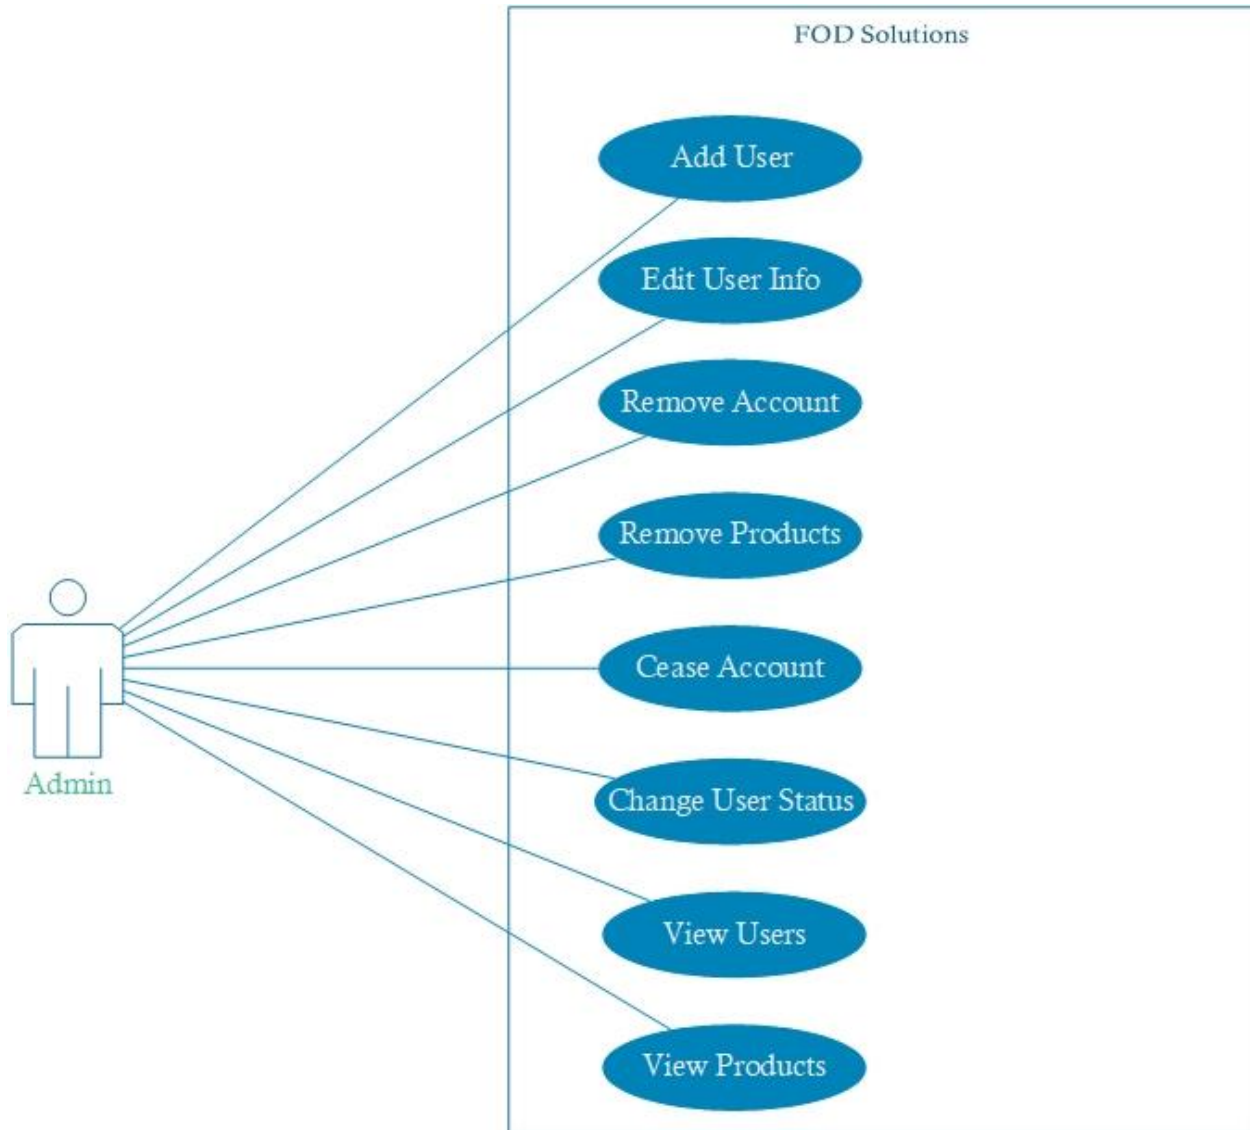 FOD Solutions
Add User
Edit User Info
Remove Account
Remove Products
Cease Account
Change User Status
View Users
View Products
Admin